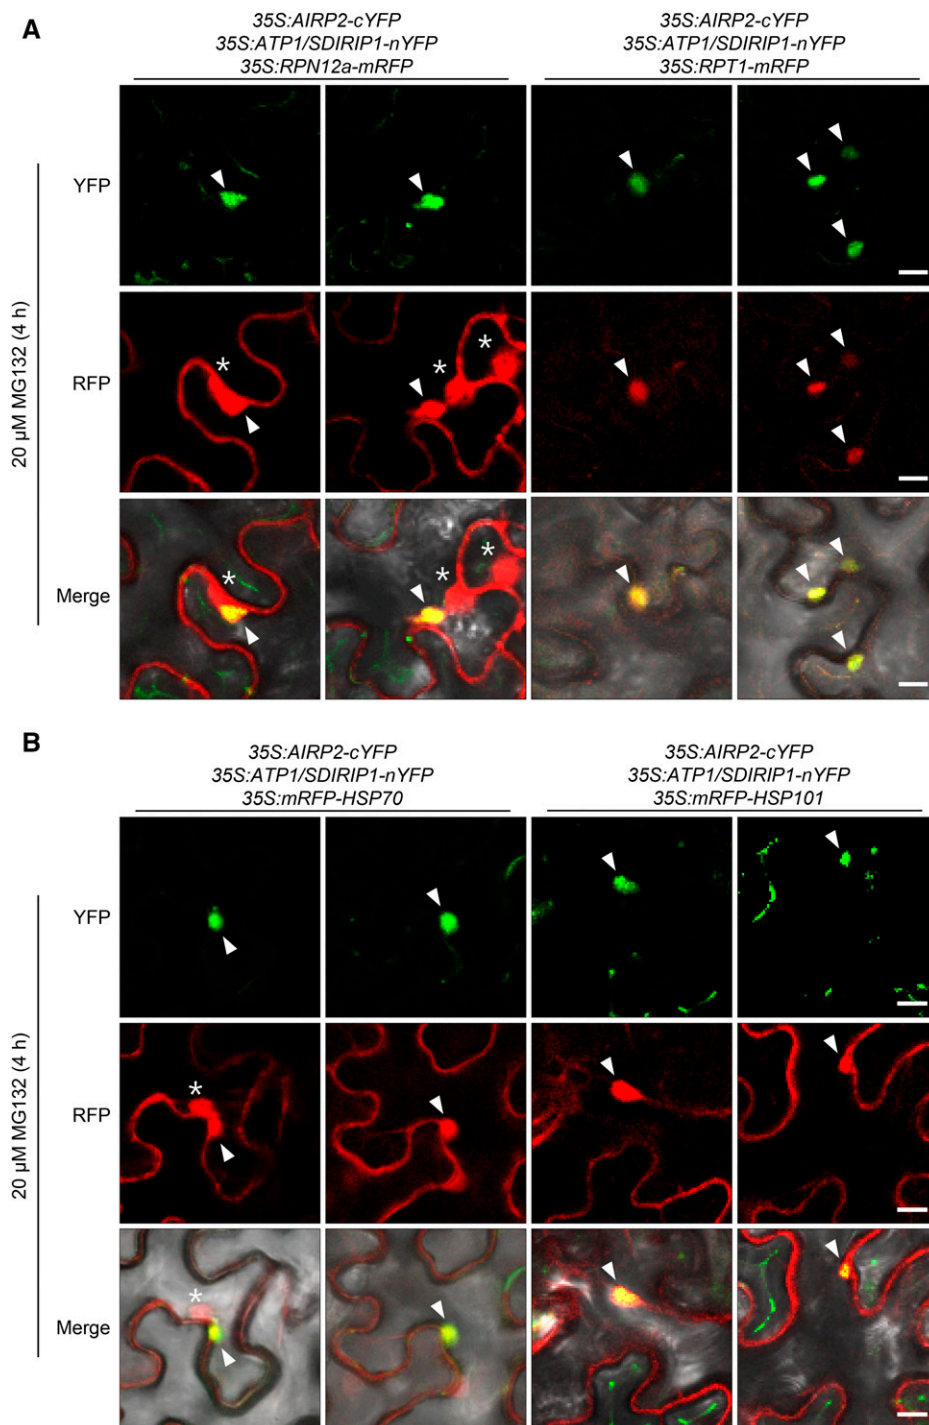 A
35S:AIRP2-cYFP
35S:ATP1/SDIRIP1-nYFP
35S:RPN12a-mRFP
35S:AIRP2-cYFP
35S:ATP1/SDIRIP1-nYFP
35S:RPT1-mRFP
20 µM MG132 (4 h)
YFP
RFP
*
*
*
Merge
*
*
*
B
35S:AIRP2-cYFP
35S:ATP1/SDIRIP1-nYFP
35S:mRFP-HSP70
35S:AIRP2-cYFP
35S:ATP1/SDIRIP1-nYFP
35S:mRFP-HSP101
20 µM MG132 (4 h)
YFP
RFP
*
Merge
*